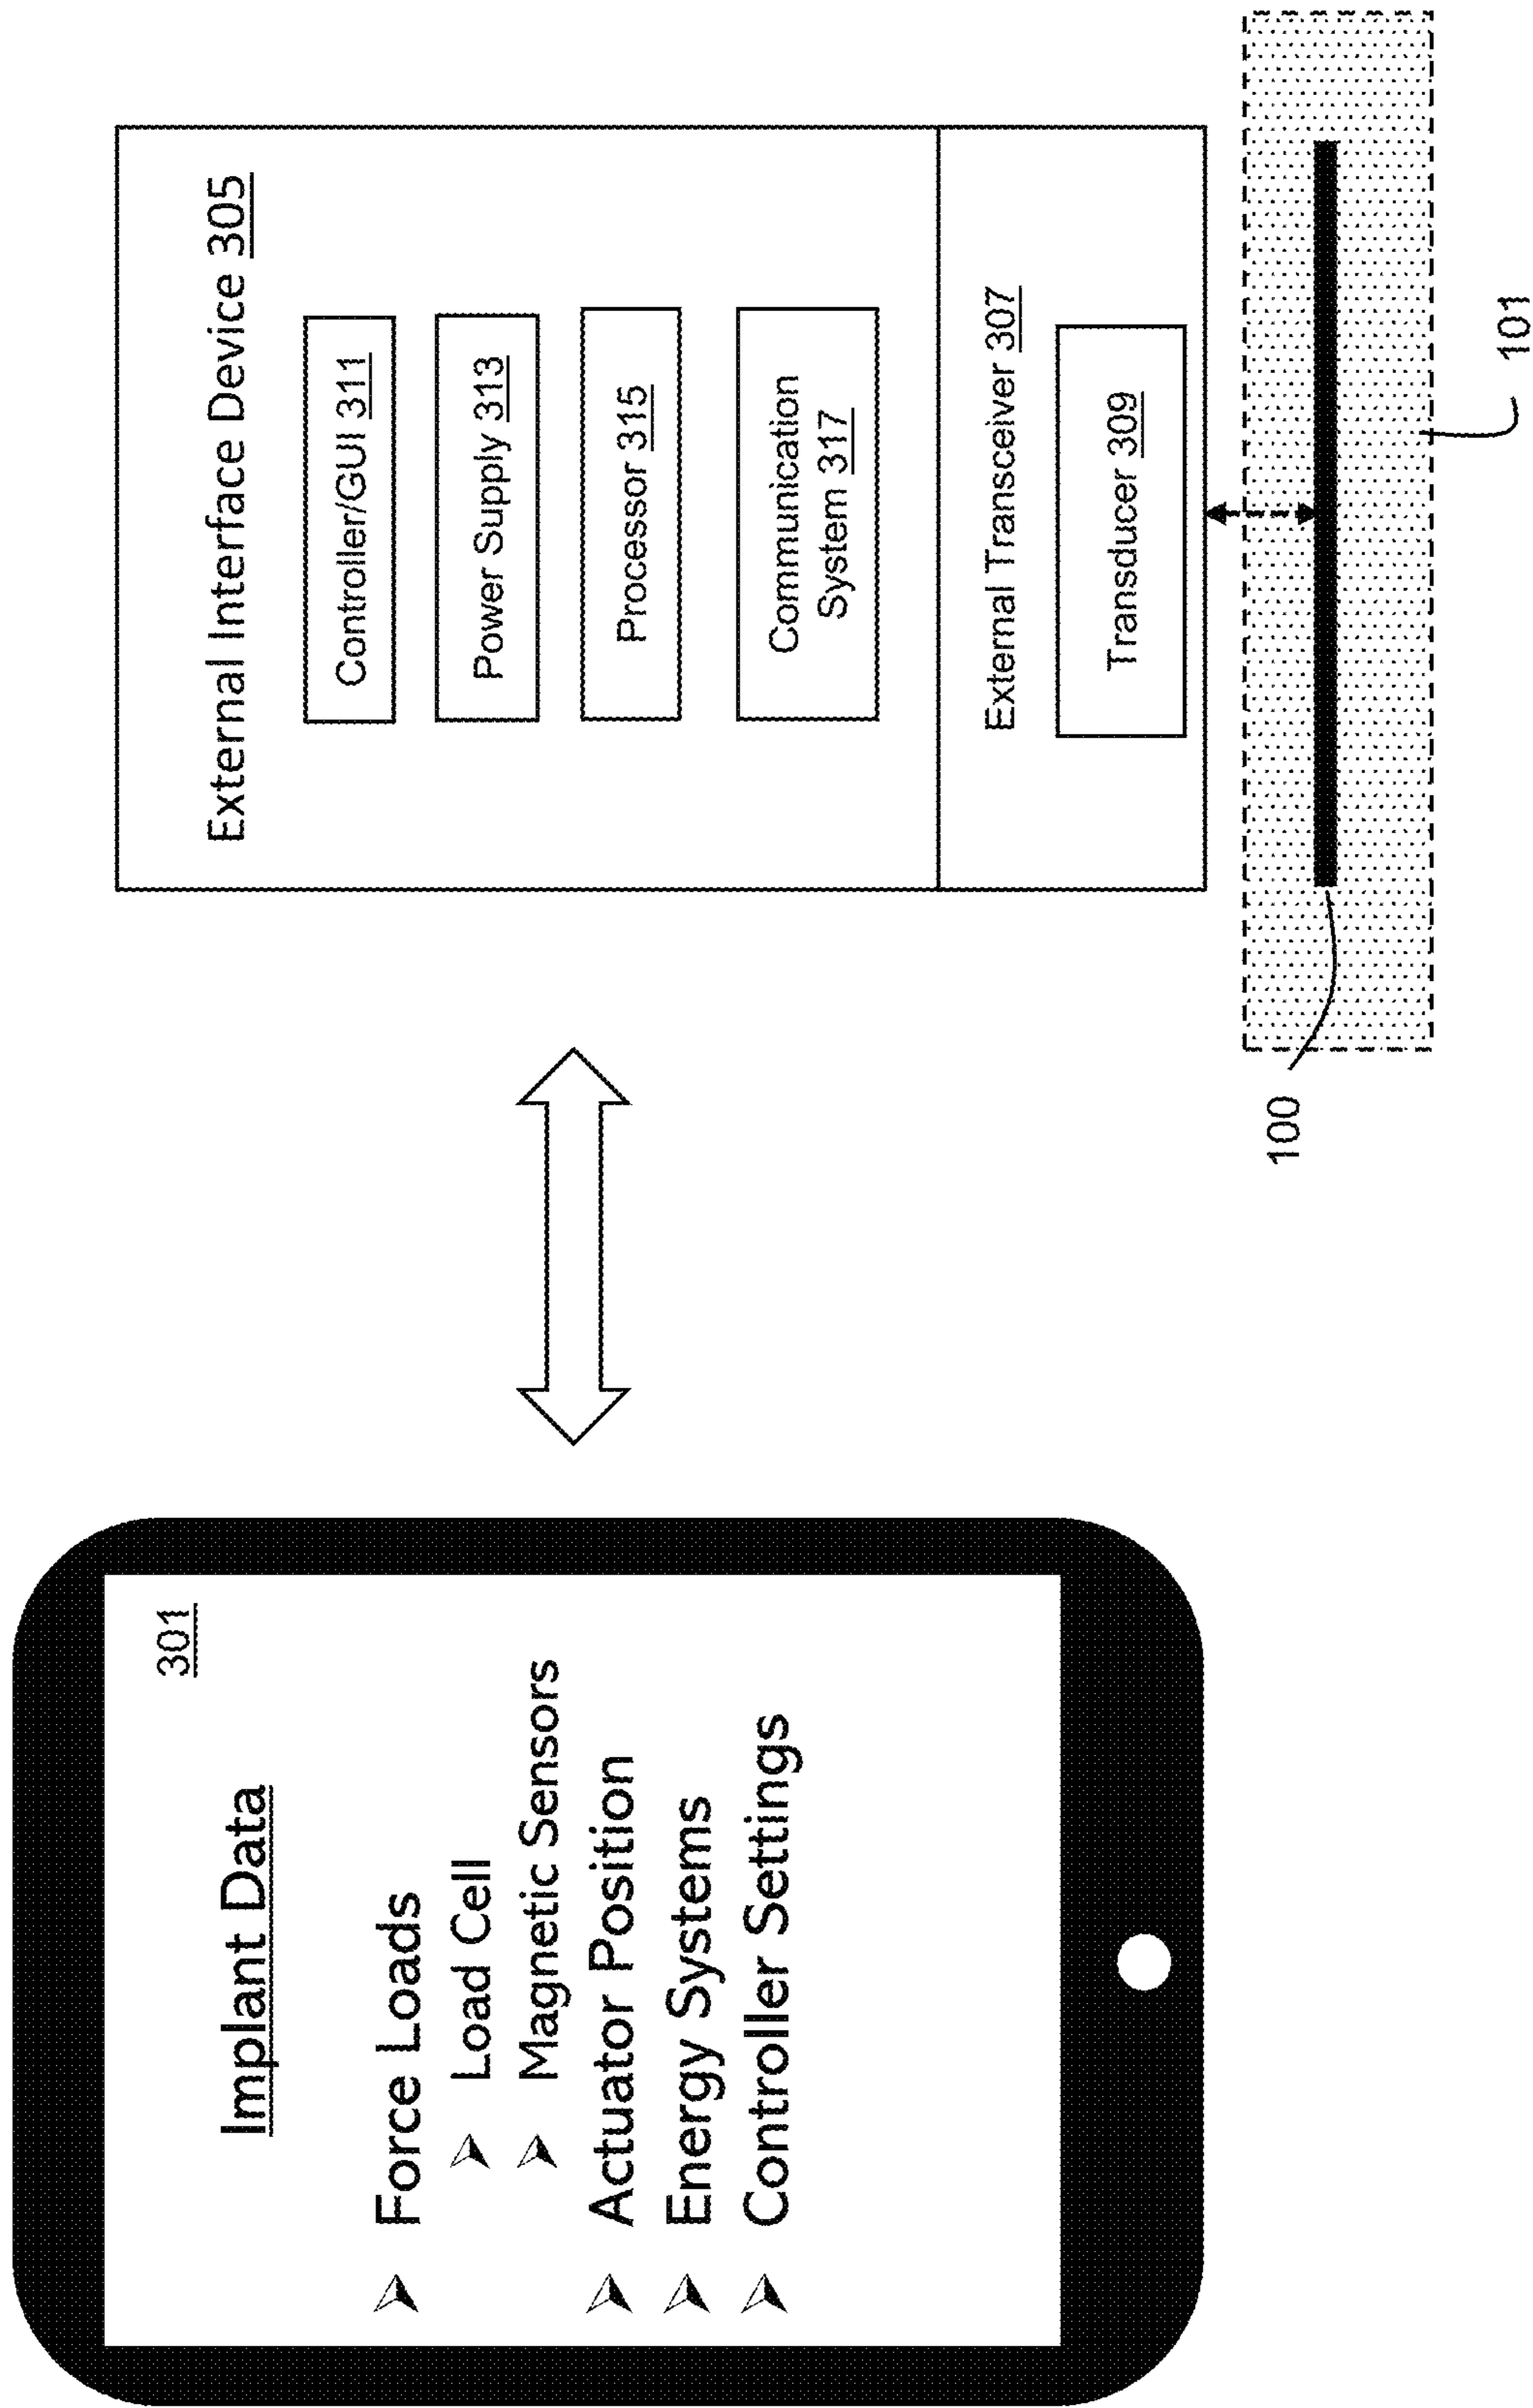 301
Implant Data
Force Loads
Load Cell
Magnetic Sensors
Actuator Position
Energy Systems
Controller Settings
External Interface Device 305
Controller/GUI 311
Power Supply 313
Processor 315
Communication
System 317
External Transceiver 307
Transducer 309
100
101